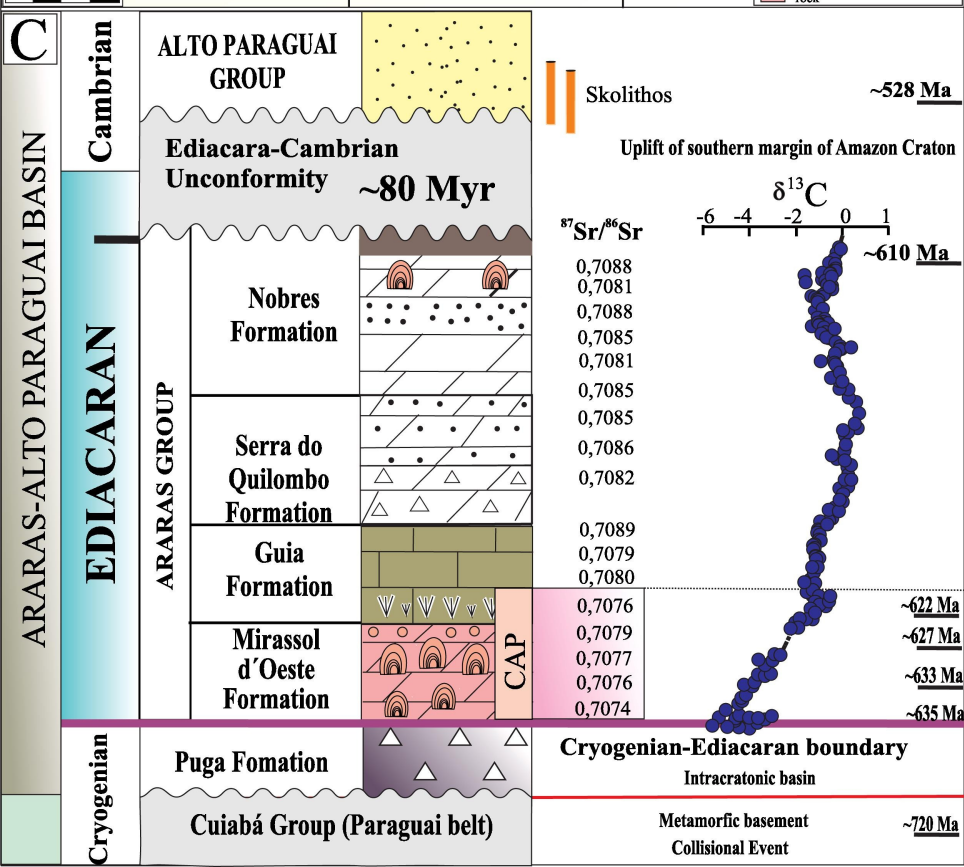 rock
C
ARARAS-ALTO PARAGUAI BASIN
Cambrian
EDIACARAN
Cryogenian
ALTO PARAGUAI
GROUP
Skolithos
~528 Ma
Ediacara-Cambrian
Unconformity
~80 Myr
Uplift of southern margin of Amazon Craton
δ¹³C
-6 -4 -2 0 1
⁸⁷Sr/⁸⁶Sr
~610 Ma
ARARAS GROUP
Nobres
Formation
Serra do
Quilombo
Formation
Guia
Formation
Mirassol
d´Oeste
Formation
CAP
0,7088
0,7081
0,7088
0,7085
0,7081
0,7085
0,7085
0,7086
0,7082
0,7089
0,7079
0,7080
0,7076
0,7079
0,7077
0,7076
0,7074
~622 Ma
~627 Ma
~633 Ma
~635 Ma
Puga Fomation
Cryogenian-Ediacaran boundary
Intracratonic basin
Cuiabá Group (Paraguai belt)
Metamorfic basement
Collisional Event
~720 Ma